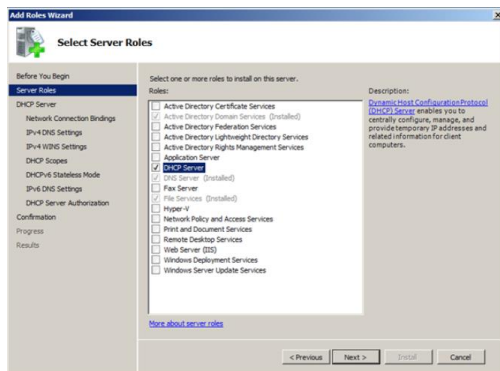 Add Roles Wizard
Select Server Roles
Before You Begin
Server Roles
DHCP Server
Network Connection Bindings
IPv4 DNS Settings
IPv4 WINS Settings
DHCP Scopes
DHCPv6 Stateless Mode
IPv6 DNS Settings
DHCP Server Authorization
Confirmation
Progress
Results
Select one or more roles to install on this server.
Roles:
Active Directory Certificate Services
Active Directory Domain Services (Installed)
Active Directory Federation Services
Active Directory Lightweight Directory Services
Active Directory Rights Management Services
Application Server
DHCP Server
DNS Server (Installed)
Fax Server
File Services (Installed)
Hyper-V
Network Policy and Access Services
Print and Document Services
Remote Desktop Services
Web Server (IIS)
Windows Deployment Services
Windows Server Update Services
More about server roles
Description:
Dynamic Host Configuration Protocol
(DHCP) Server enables you to
centrally configure, manage, and
provide temporary IP addresses and
related information for client
computers.
< Previous
Next >
Install
Cancel